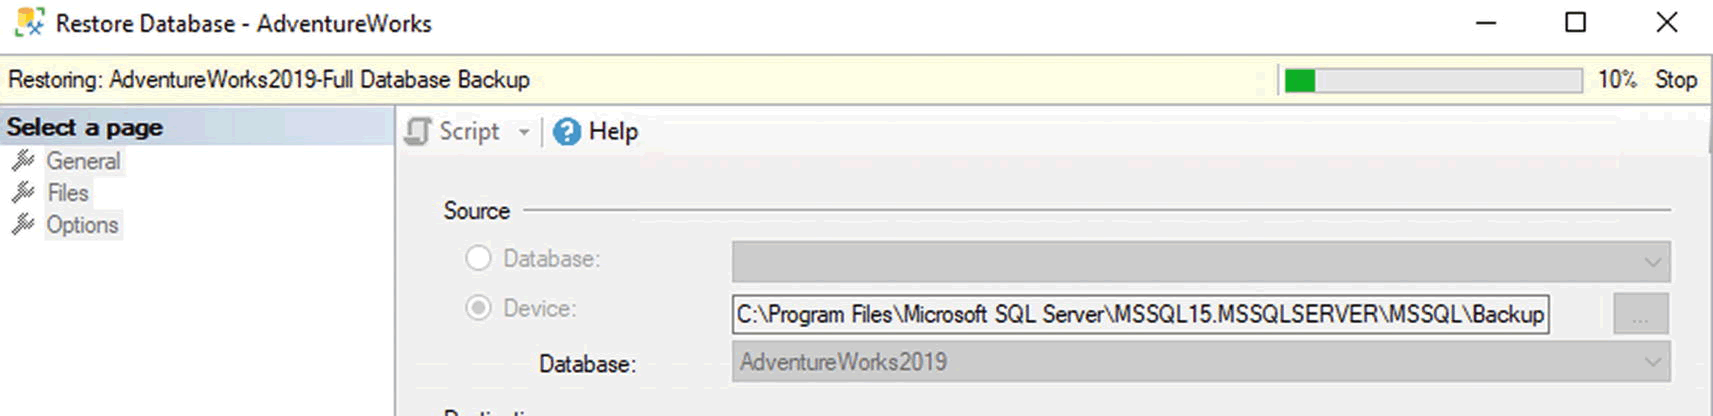 Restore Database - AdventureWorks
Restoring: AdventureWorks2019-Full Database Backup 10% Stop
Select a page
Script Help
General
Files
Options
Source
Database:
Device: C:\Program Files\Microsoft SQL Server\MSSQL15.MSSQLSERVER\MSSQL\Backup ...
Database: AdventureWorks2019